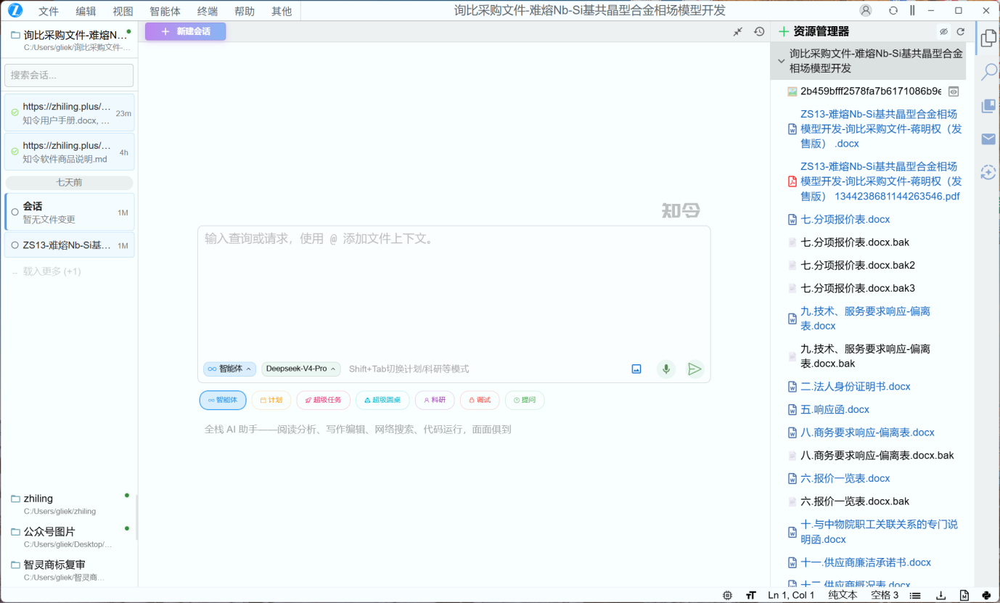 文件 编辑 视图 智能体 终端 帮助 其他 询比采购文件-难熔Nb-Si基共晶型合金相场模型开发
询比采购文件-难熔N...
C:/Users/gliek/询比采购文件-...
搜索会话...
https://zhiling.plus/...
知令用户手册.docx, ...
23m
https://zhiling.plus/...
知令软件商品说明.md
4h
七天前
会话
暂无文件变更
1M
ZS13-难熔Nb-Si基... 1M
... 载入更多 (+1)
zhiling
C:/Users/gliek/zhiling
公众号图片
C:/Users/gliek/Desktop/...
智灵商标复审
C:/Users/gliek/智灵商...
+ 新建会话
知令
输入查询或请求，使用 @ 添加文件上下文。
智能体 Deepseek-V4-Pro Shift+Tab切换计划/科研等模式
智能体 计划 超级任务 超级圆桌 科研 调试 提问
全栈 AI 助手——阅读分析、写作编辑、网络搜索、代码运行，面面俱到
资源管理器
询比采购文件-难熔Nb-Si基共晶型合金
相场模型开发
2b459bfff2578fa7b6171086b9e
ZS13-难熔Nb-Si基共晶型合金相场
模型开发-询比采购文件-蒋明权（发
售版） .docx
ZS13-难熔Nb-Si基共晶型合金相场
模型开发-询比采购文件-蒋明权（发
售版） 1344238681144263546.pdf
七.分项报价表.docx
七.分项报价表.docx.bak
七.分项报价表.docx.bak2
七.分项报价表.docx.bak3
九.技术、服务要求响应-偏离
表.docx
九.技术、服务要求响应-偏离
表.docx.bak
二.法人身份证明书.docx
五.响应函.docx
八.商务要求响应-偏离表.docx
八.商务要求响应-偏离表.docx.bak
六.报价一览表.docx
六.报价一览表.docx.bak
十.与中物院职工关联关系的专门说
明函.docx
十一.供应商廉洁承诺书.docx
十二.供应商概况表.docx
Ln 1, Col 1 纯文本 空格 3